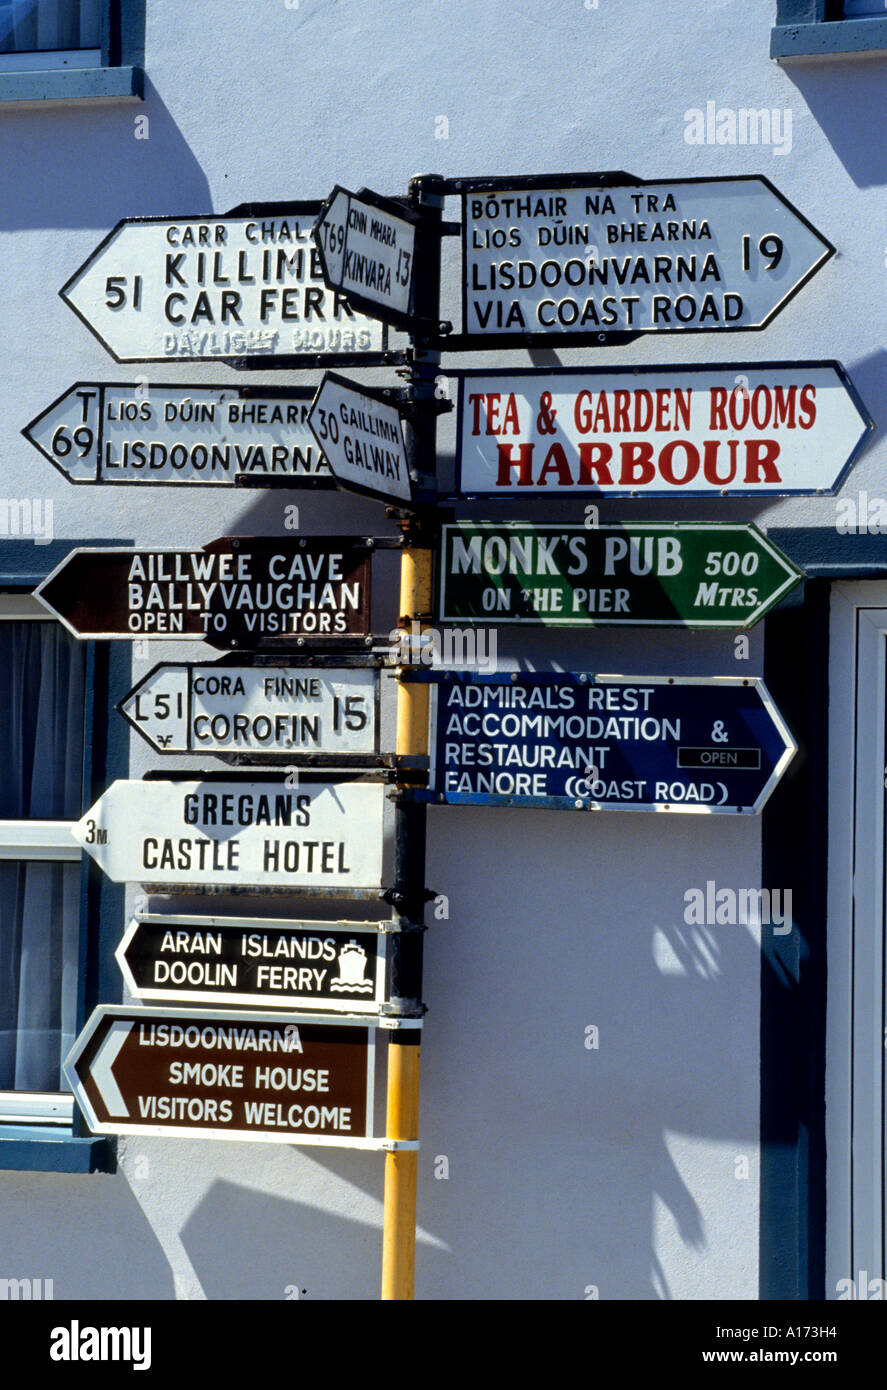 CARR CHALA
51
KILLIME
CAR FERR
DAYLIGHT HOURS
T69
CINN MHARA
KINVARA
13
BÓTHAIR NA TRA
LIOS DÚIN BHEARNA
LISDOONVARNA
VIA COAST ROAD
19
T
69
LIOS DÚIN BHEARN
LISDOONVARNA
30
GAILLIMH
GALWAY
TEA & GARDEN ROOMS
HARBOUR
AILLWEE CAVE
BALLYVAUGHAN
OPEN TO VISITORS
MONK'S PUB
ON THE PIER
500
MTRS.
L51
CORA FINNE
COROFIN
15
ADMIRAL'S REST
ACCOMMODATION &
RESTAURANT
OPEN
FANORE (COAST ROAD)
3M
GREGANS
CASTLE HOTEL
ARAN ISLANDS
DOOLIN FERRY
LISDOONVARNA
SMOKE HOUSE
VISITORS WELCOME
alamy
a
alamy stock photo
A173H4
www.alamy.com